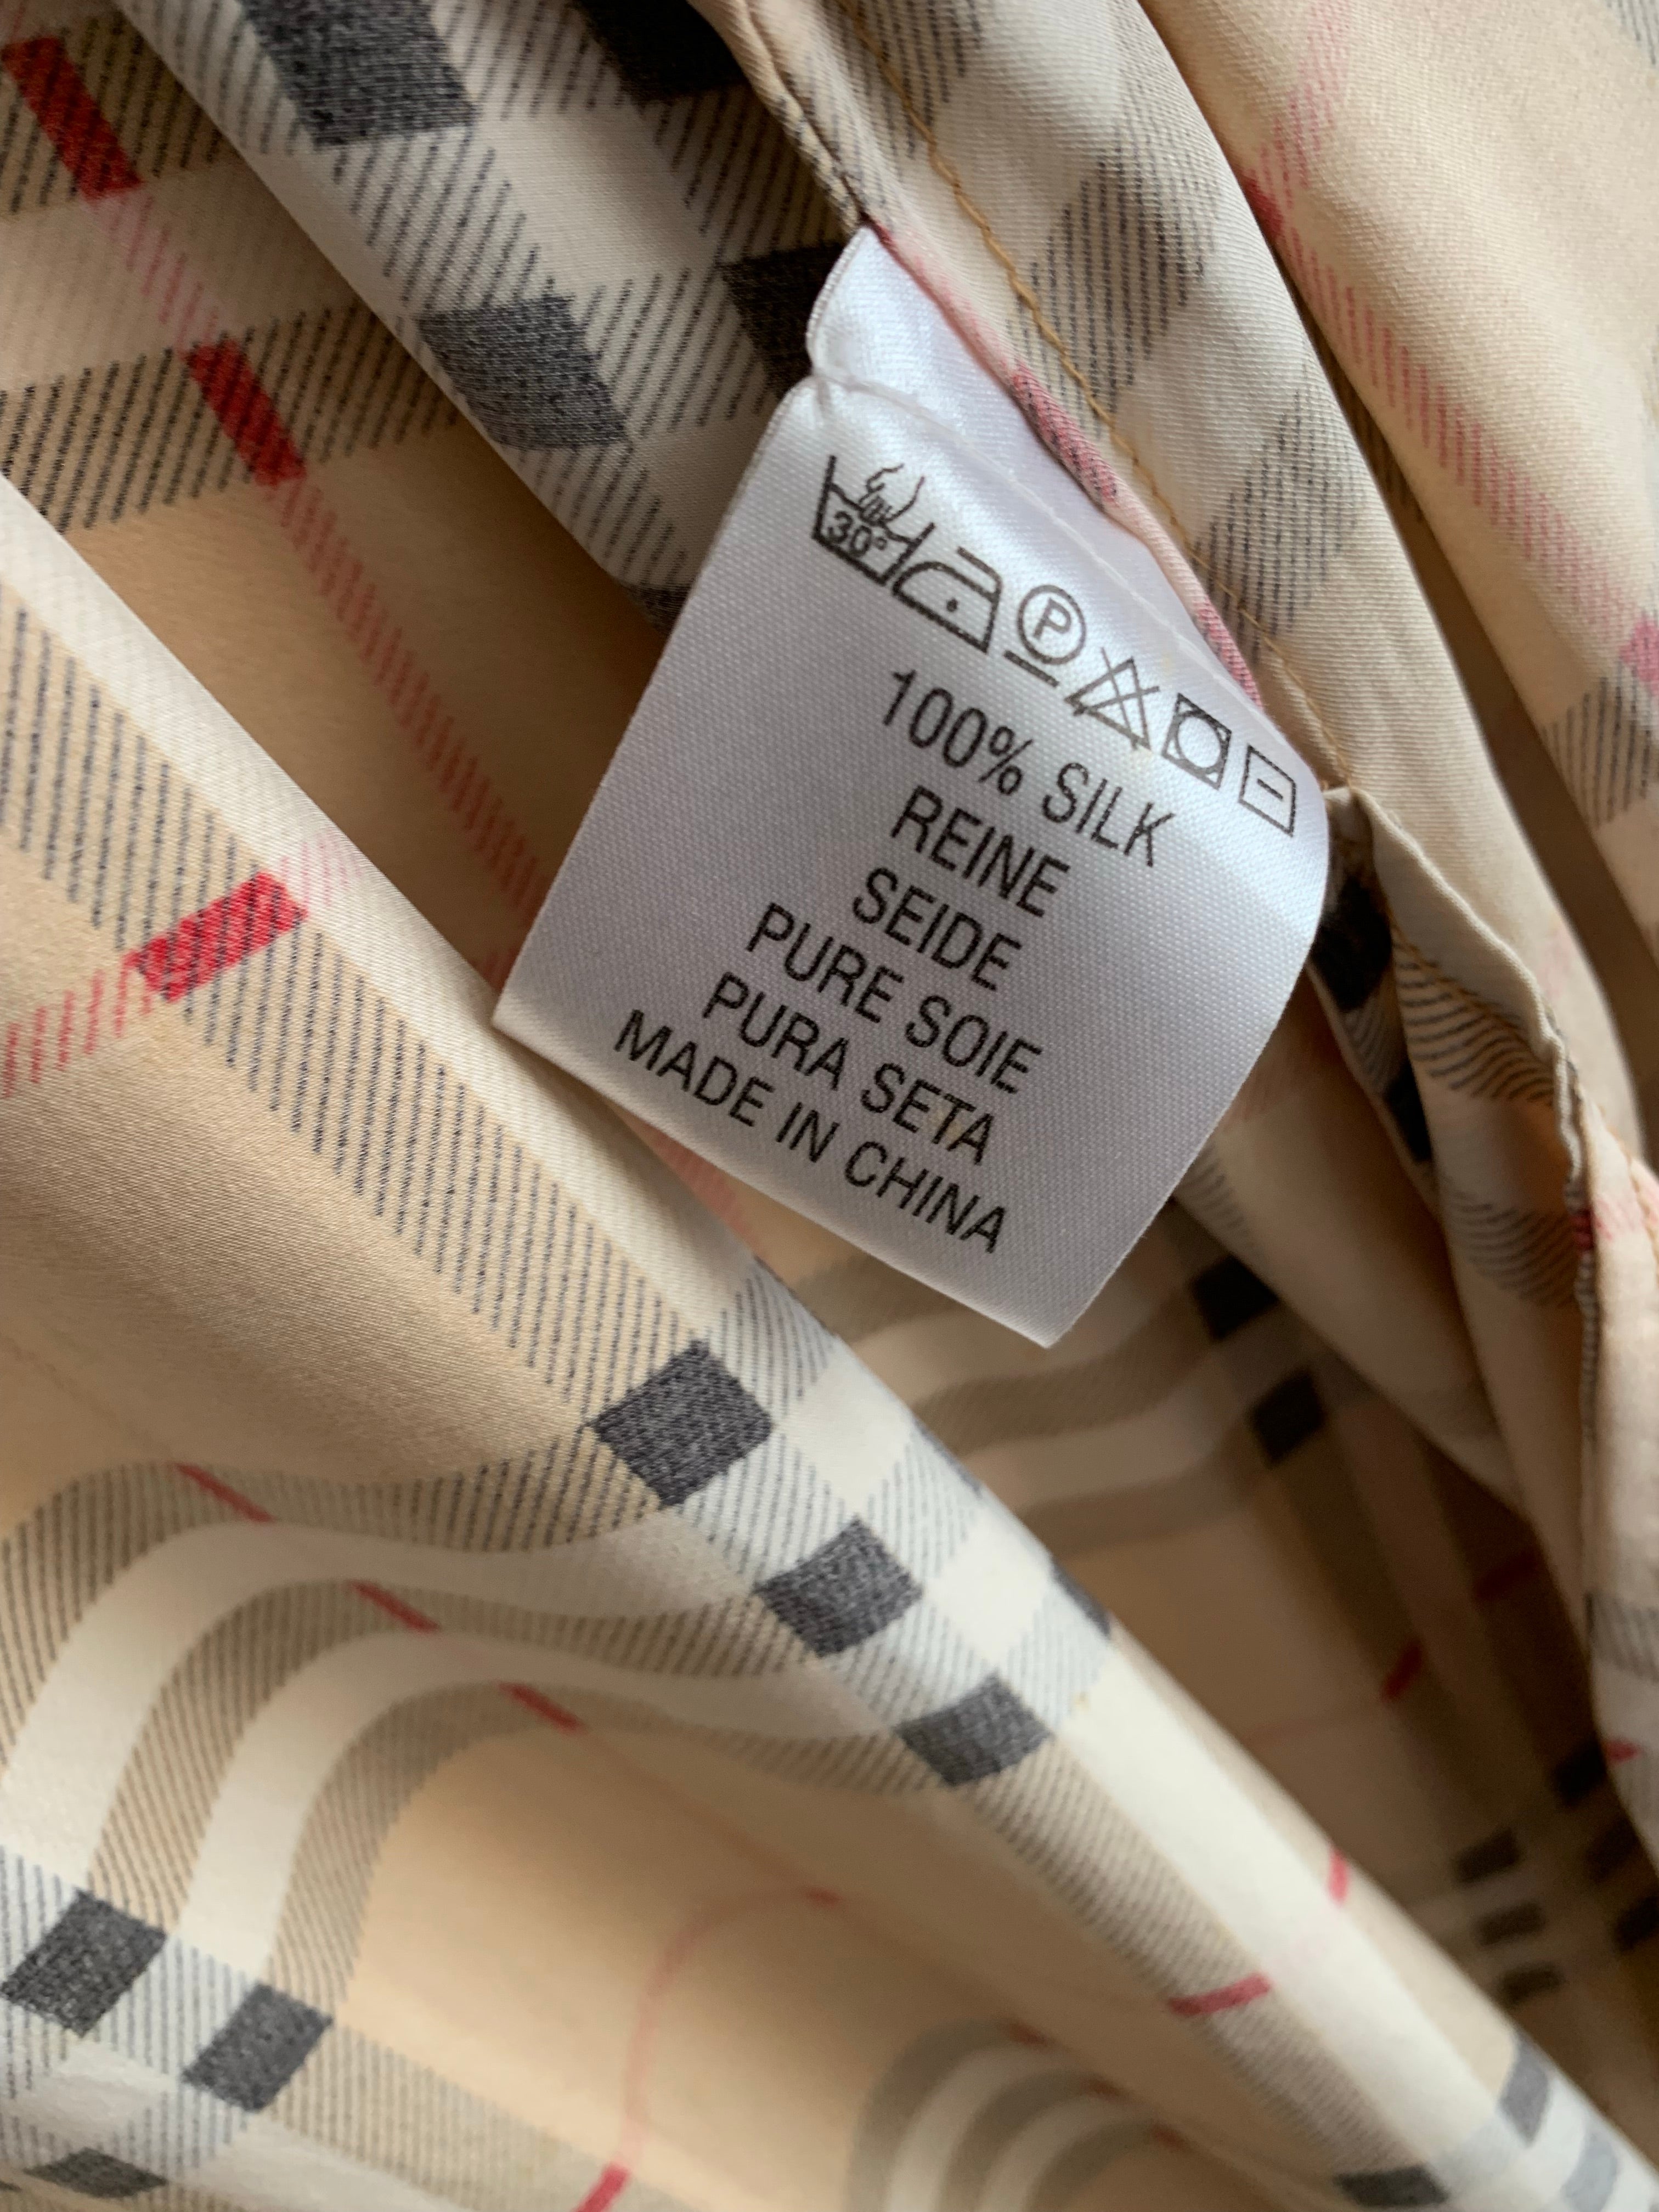 30°
P
100% SILK
REINE
SEIDE
PURE SOIE
PURA SETA
MADE IN CHINA